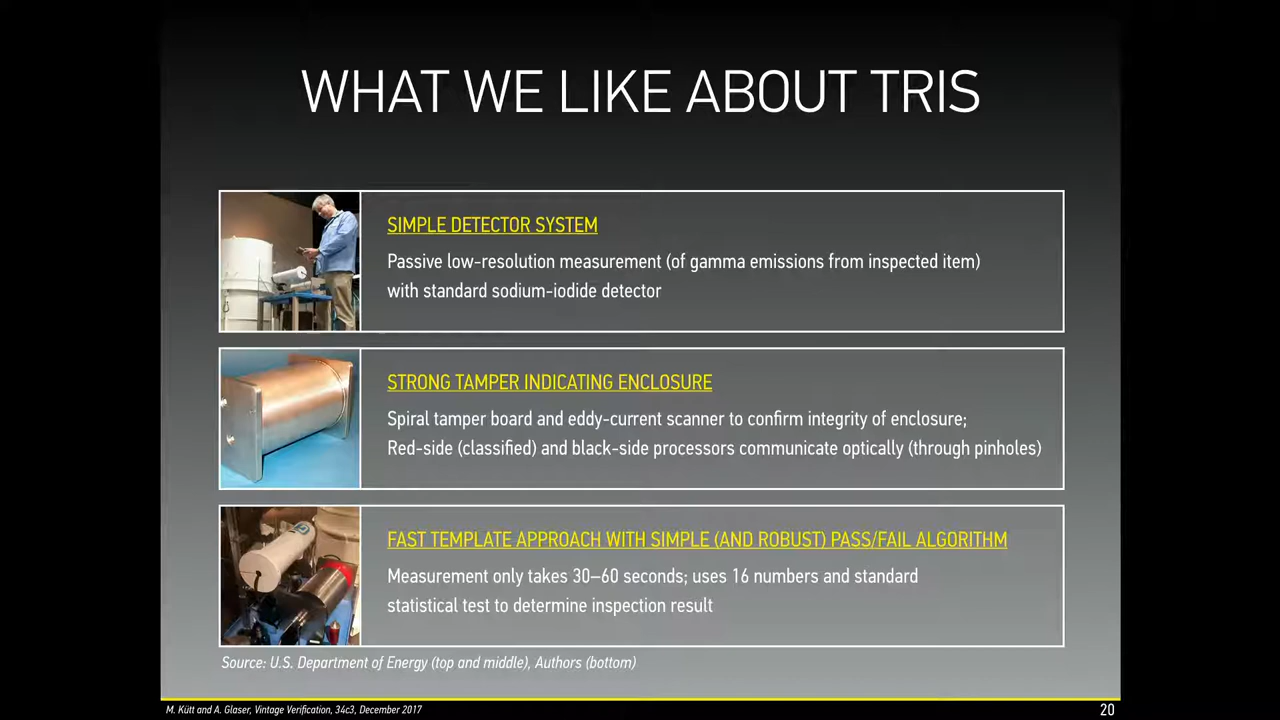 WHAT WE LIKE ABOUT TRIS
SIMPLE DETECTOR SYSTEM
Passive low-resolution measurement (of gamma emissions from inspected item)
with standard sodium-iodide detector
STRONG TAMPER INDICATING ENCLOSURE
Spiral tamper board and eddy-current scanner to confirm integrity of enclosure;
Red-side (classified) and black-side processors communicate optically (through pinholes)
FAST TEMPLATE APPROACH WITH SIMPLE (AND ROBUST) PASS/FAIL ALGORITHM
Measurement only takes 30–60 seconds; uses 16 numbers and standard
statistical test to determine inspection result
Source: U.S. Department of Energy (top and middle), Authors (bottom)
M. Kütt and A. Glaser, Vintage Verification, 34c3, December 2017
20